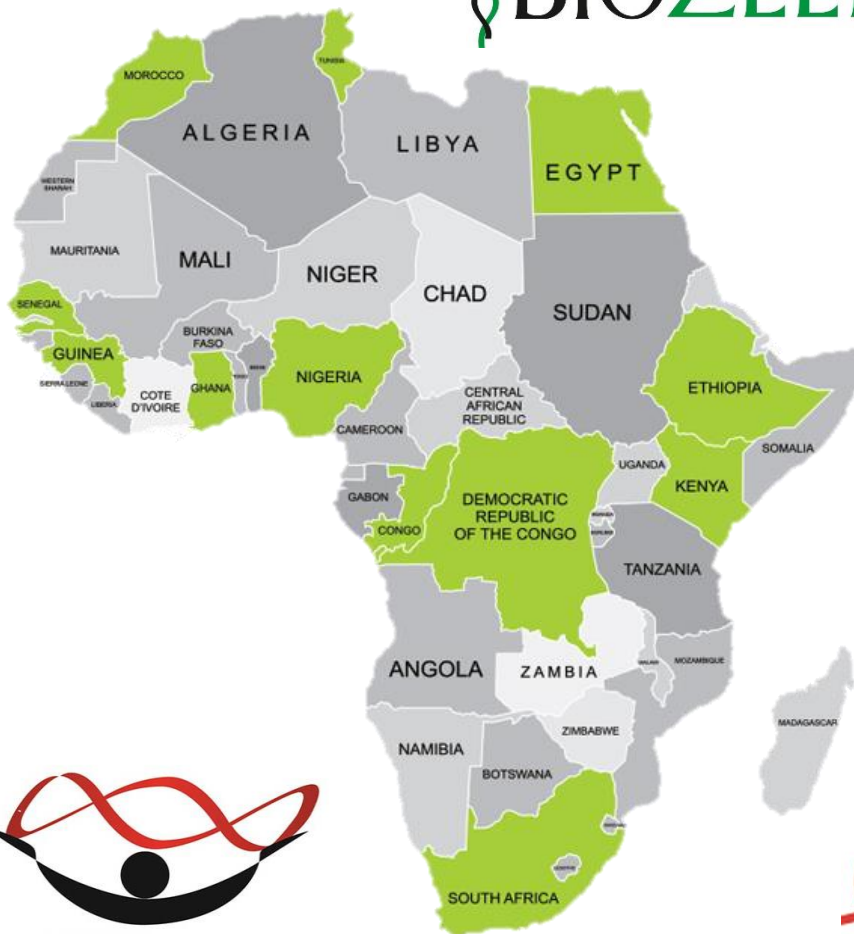 BIOZEEN
TUNISIA
MOROCCO
ALGERIA
LIBYA
EGYPT
WESTERN
SHARAH
MAURITANIA
MALI
NIGER
CHAD
SUDAN
SENEGAL
BURKINA
FASO
GUINEA
GHANA
NIGERIA
ETHIOPIA
SIERRA LEONE
LIBERIA
COTE
D'IVOIRE
CENTRAL
AFRICAN
REPUBLIC
CAMEROON
SOMALIA
UGANDA
KENYA
GABON
CONGO
DEMOCRATIC
REPUBLIC
OF THE CONGO
TANZANIA
ANGOLA
ZAMBIA
MOZAMBIQUE
MADAGASCAR
ZIMBABWE
NAMIBIA
BOTSWANA
SOUTH AFRICA